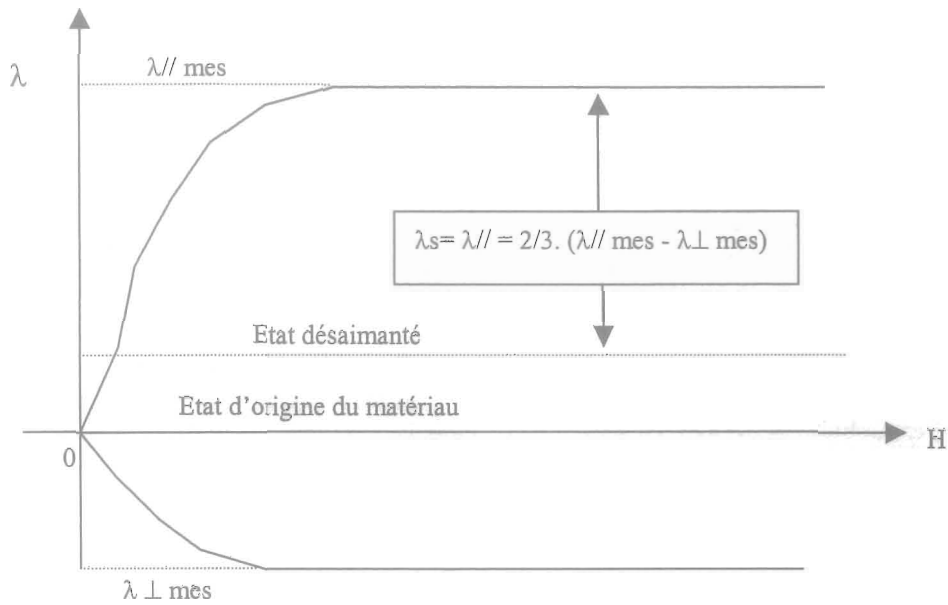 λ// mes
λ
λs= λ// = 2/3. (λ// mes - λ⊥ mes)
Etat désaimanté
Etat d'origine du matériau
H
0
λ ⊥ mes